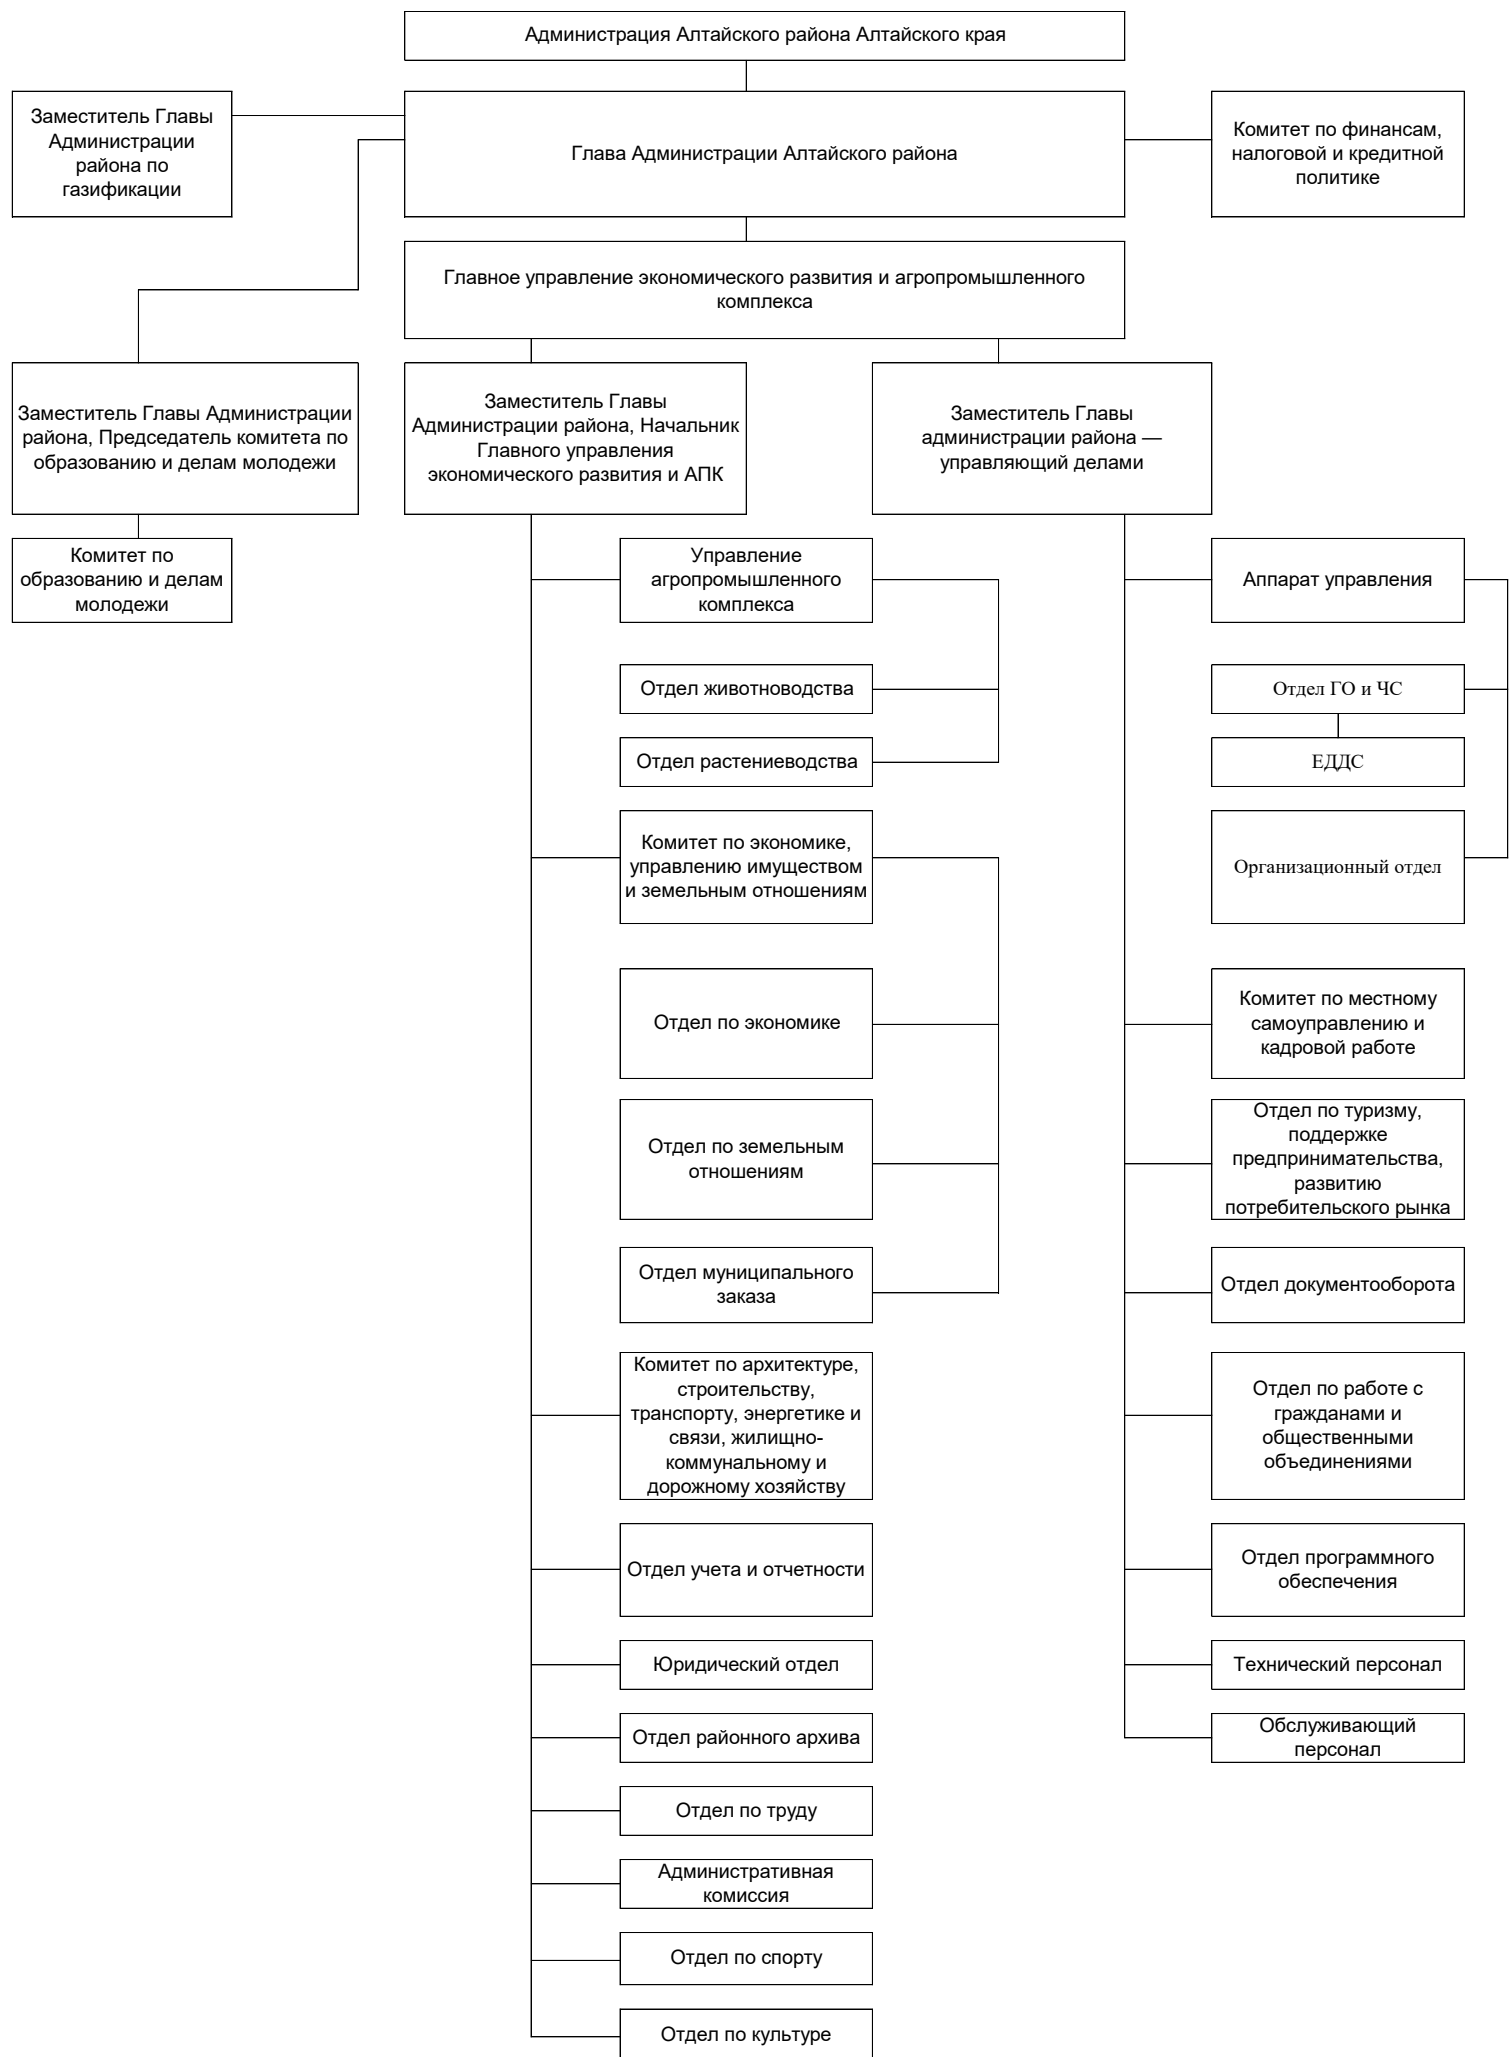 Администрация Алтайского района Алтайского края
Заместитель Главы
Администрации
района по
газификации
Глава Администрации Алтайского района
Комитет по финансам,
налоговой и кредитной
политике
Главное управление экономического развития и агропромышленного
комплекса
Заместитель Главы Администрации
района, Председатель комитета по
образованию и делам молодежи
Заместитель Главы
Администрации района, Начальник
Главного управления
экономического развития и АПК
Заместитель Главы
администрации района —
управляющий делами
Комитет по
образованию и делам
молодежи
Управление
агропромышленного
комплекса
Аппарат управления
Отдел животноводства
Отдел ГО и ЧС
Отдел растениеводства
ЕДДС
Комитет по экономике,
управлению имуществом
и земельным отношениям
Организационный отдел
Отдел по экономике
Комитет по местному
самоуправлению и
кадровой работе
Отдел по земельным
отношениям
Отдел по туризму,
поддержке
предпринимательства,
развитию
потребительского рынка
Отдел муниципального
заказа
Отдел документооборота
Комитет по архитектуре,
строительству,
транспорту, энергетике и
связи, жилищно-
коммунальному и
дорожному хозяйству
Отдел по работе с
гражданами и
общественными
объединениями
Отдел учета и отчетности
Отдел программного
обеспечения
Юридический отдел
Технический персонал
Отдел районного архива
Обслуживающий
персонал
Отдел по труду
Административная
комиссия
Отдел по спорту
Отдел по культуре